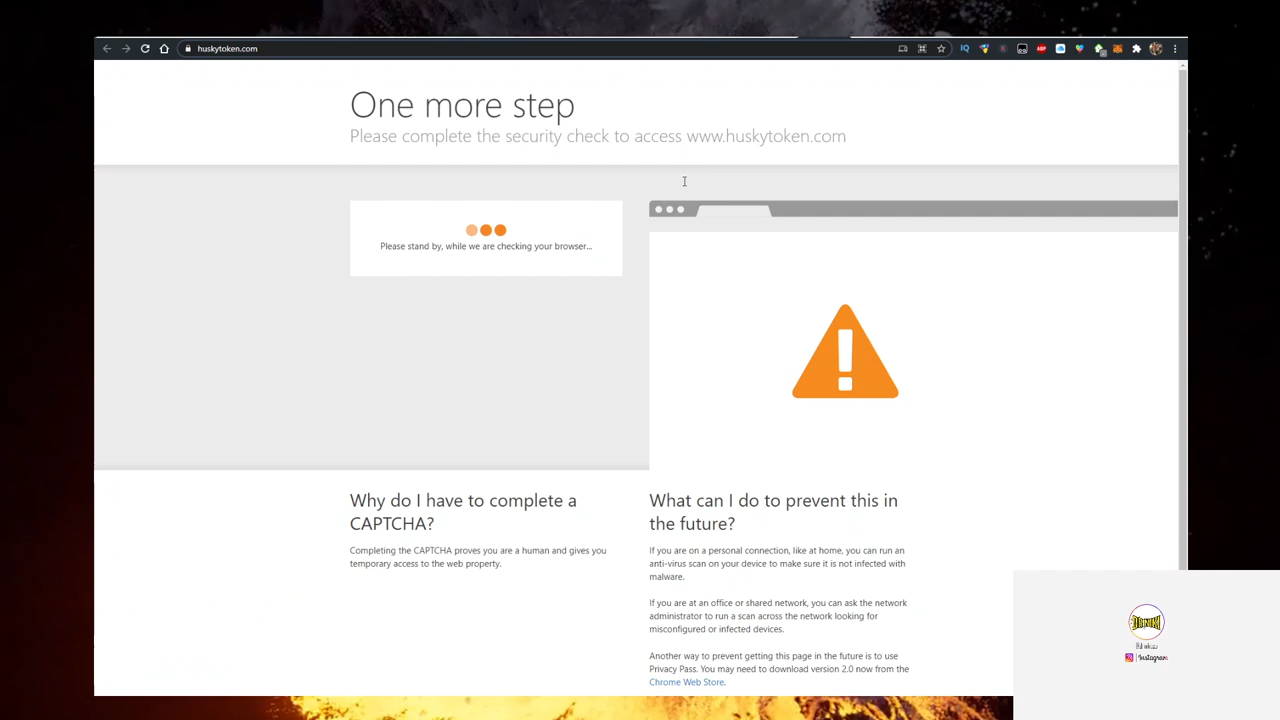 huskytoken.com
One more step
Please complete the security check to access www.huskytoken.com
Please stand by, while we are checking your browser...
Why do I have to complete a
CAPTCHA?
Completing the CAPTCHA proves you are a human and gives you
temporary access to the web property.
What can I do to prevent this in
the future?
If you are on a personal connection, like at home, you can run an
anti-virus scan on your device to make sure it is not infected with
malware.
If you are at an office or shared network, you can ask the network
administrator to run a scan across the network looking for
misconfigured or infected devices.
Another way to prevent getting this page in the future is to use
Privacy Pass. You may need to download version 2.0 now from the
Chrome Web Store.
IQ
ABP
Instagram